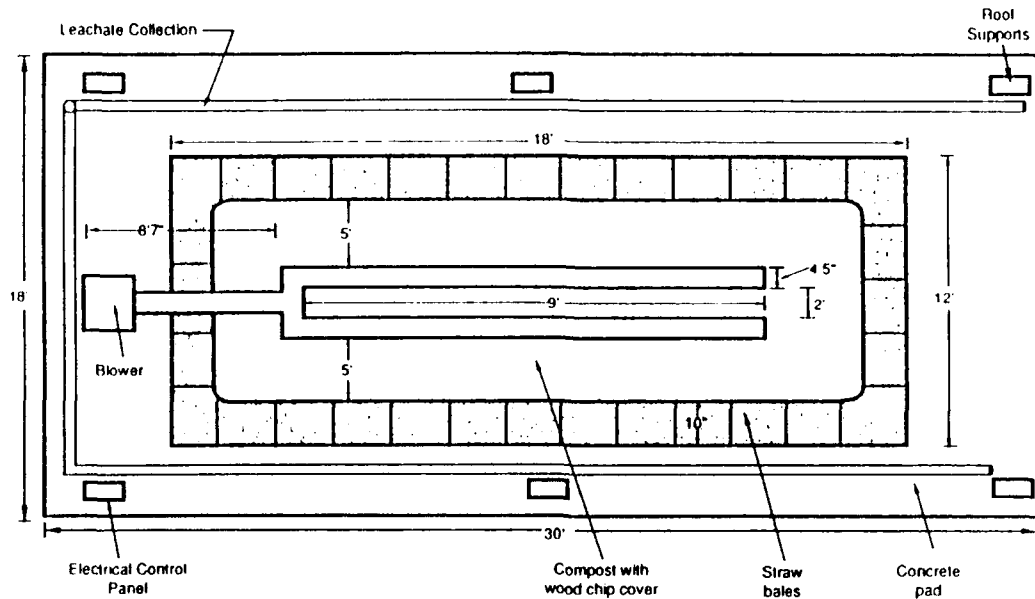 Leachate Collection
Roof
Supports
18'
6'7"
5'
4.5"
18'
9'
2'
12'
Blower
5'
10"
30'
Electrical Control
Panel
Compost with
wood chip cover
Straw
bales
Concrete
pad